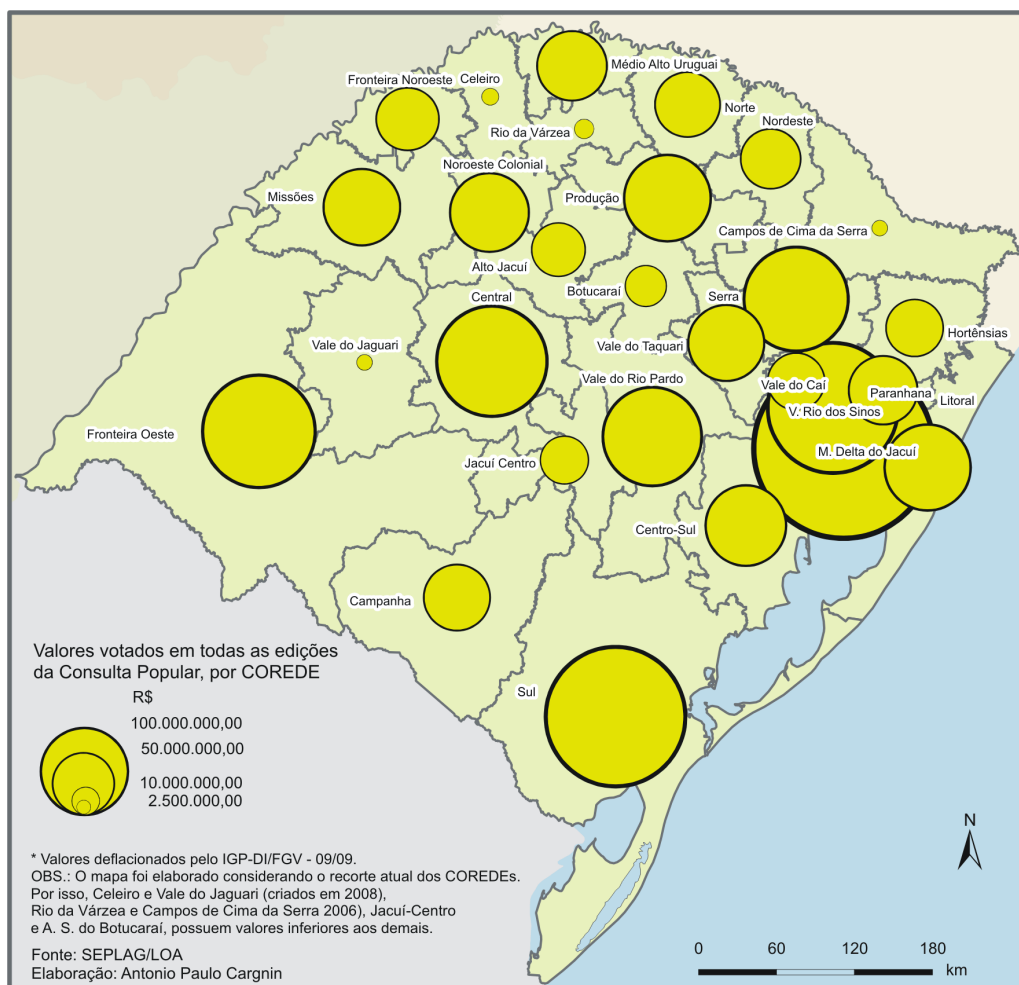 Médio Alto Uruguai
Fronteira Noroeste
Celeiro
Norte
Nordeste
Rio da Várzea
Noroeste Colonial
Missões
Produção
Campos de Cima da Serra
Alto Jacuí
Botucaraí
Central
Serra
Hortênsias
Vale do Jaguari
Vale do Taquari
Vale do Rio Pardo
Vale do Caí
Paranhana
Litoral
V. Rio dos Sinos
Fronteira Oeste
M. Delta do Jacuí
Jacuí Centro
Centro-Sul
Campanha
Sul
Valores votados em todas as edições
da Consulta Popular, por COREDE
R$
100.000.000,00
50.000.000,00
10.000.000,00
2.500.000,00
* Valores deflacionados pelo IGP-DI/FGV - 09/09.
OBS.: O mapa foi elaborado considerando o recorte atual dos COREDEs.
Por isso, Celeiro e Vale do Jaguari (criados em 2008),
Rio da Várzea e Campos de Cima da Serra 2006), Jacuí-Centro
e A. S. do Botucaraí, possuem valores inferiores aos demais.
Fonte: SEPLAG/LOA
Elaboração: Antonio Paulo Cargnin
N
0 60 120 180
km